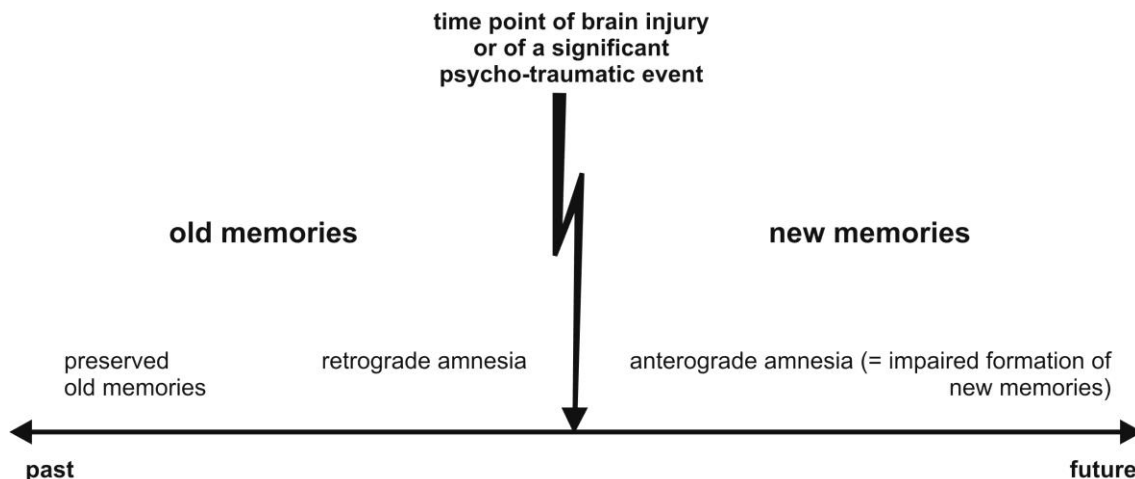 time point of brain injury
or of a significant
psycho-traumatic event
old memories
new memories
preserved
old memories
retrograde amnesia
anterograde amnesia (= impaired formation of
new memories)
past
future